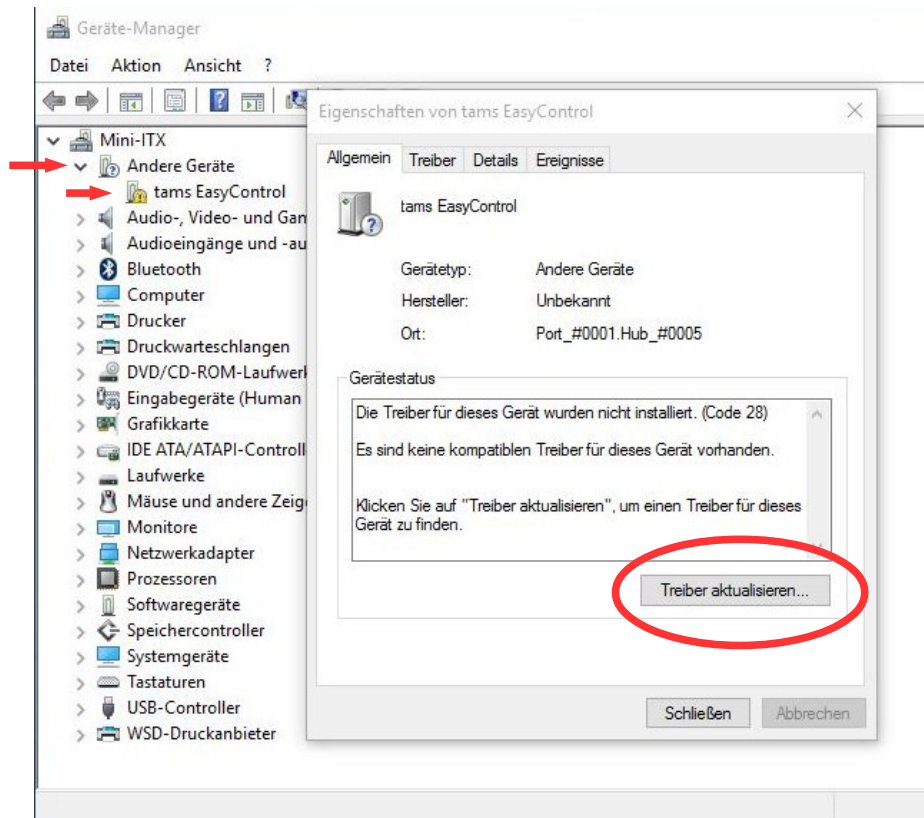 Geräte-Manager
Datei Aktion Ansicht ?
Mini-ITX
Andere Geräte
tams EasyControl
Audio-, Video- und Gan
Audioeingänge und -au
Bluetooth
Computer
Drucker
Druckwarteschlangen
DVD/CD-ROM-Laufwerk
Eingabegeräte (Human
Grafikkarte
IDE ATA/ATAPI-Controll
Laufwerke
Mäuse und andere Zeig
Monitore
Netzwerkadapter
Prozessoren
Softwaregeräte
Speichercontroller
Systemgeräte
Tastaturen
USB-Controller
WSD-Druckanbieter
Eigenschaften von tams EasyControl
Allgemein Treiber Details Ereignisse
tams EasyControl
Gerätetyp: Andere Geräte
Hersteller: Unbekannt
Ort: Port_#0001.Hub_#0005
Gerätestatus
Die Treiber für dieses Gerät wurden nicht installiert. (Code 28)
Es sind keine kompatiblen Treiber für dieses Gerät vorhanden.
Klicken Sie auf "Treiber aktualisieren", um einen Treiber für dieses
Gerät zu finden.
Treiber aktualisieren...
Schließen Abbrechen